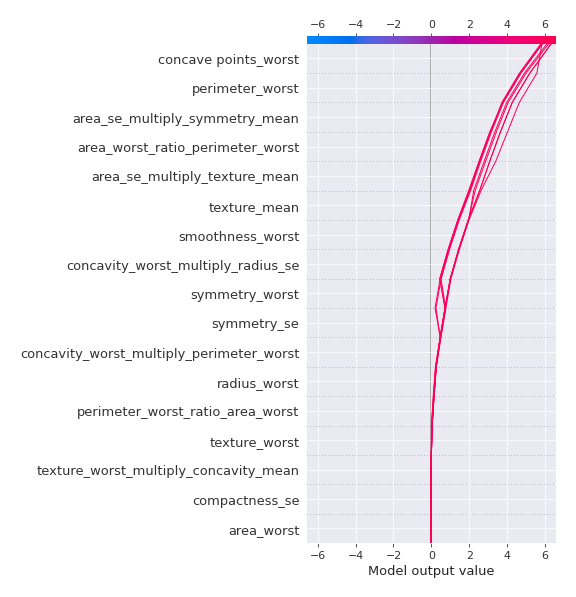 −6 −4 −2 0 2 4 6
concave points_worst
perimeter_worst
area_se_multiply_symmetry_mean
area_worst_ratio_perimeter_worst
area_se_multiply_texture_mean
texture_mean
smoothness_worst
concavity_worst_multiply_radius_se
symmetry_worst
symmetry_se
concavity_worst_multiply_perimeter_worst
radius_worst
perimeter_worst_ratio_area_worst
texture_worst
texture_worst_multiply_concavity_mean
compactness_se
area_worst
−6 −4 −2 0 2 4 6
Model output value